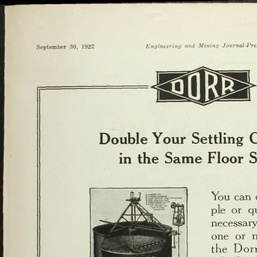 September 30, 1922 Engineering and Mining Journal-Pre
DORR
Double Your Settling C
in the Same Floor S
You can
ple or qu
necessary
one or m
the Dorr